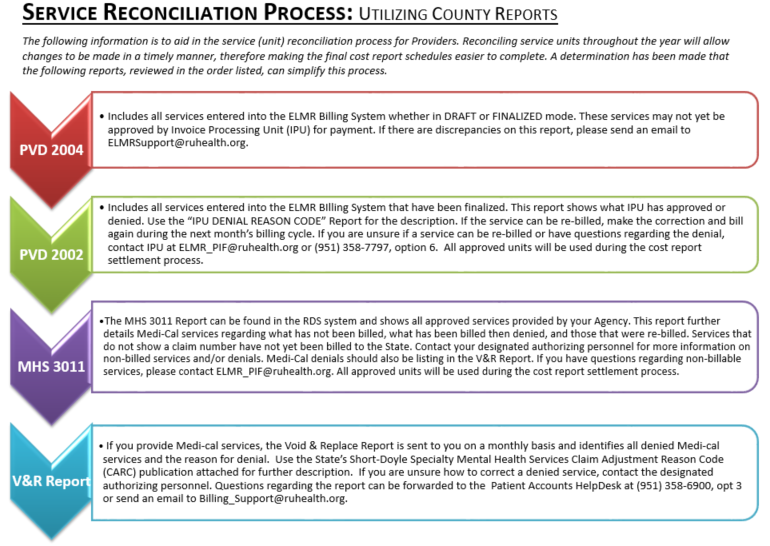 SERVICE RECONCILIATION PROCESS: UTILIZING COUNTY REPORTS
The following information is to aid in the service (unit) reconciliation process for Providers. Reconciling service units throughout the year will allow
changes to be made in a timely manner, therefore making the final cost report schedules easier to complete. A determination has been made that
the following reports, reviewed in the order listed, can simplify this process.
PVD 2004
• Includes all services entered into the ELMR Billing System whether in DRAFT or FINALIZED mode. These services may not yet be
approved by Invoice Processing Unit (IPU) for payment. If there are discrepancies on this report, please send an email to
ELMRSupport@ruhealth.org.
PVD 2002
• Includes all services entered into the ELMR BIlling System that have been finalized. This report shows what IPU has approved or
denied. Use the “IPU DENIAL REASON CODE” Report for the description. If the service can be re-billed, make the correction and bill
again during the next month’s billing cycle. If you are unsure if a service can be re-billed or have questions regarding the denial,
contact IPU at ELMR_PIF@ruhealth.org or (951) 358-7797, option 6. All approved units will be used during the cost report
settlement process.
MHS 3011
•The MHS 3011 Report can be found in the RDS system and shows all approved services provided by your Agency. This report further
details Medi-Cal services regarding what has not been billed, what has been billed then denied, and those that were re-billed. Services that
do not show a claim number have not yet been billed to the State. Contact your designated authorizing personnel for more information on
non-billed services and/or denials. Medi-Cal denials should also be listing in the V&R Report. If you have questions regarding non-billable
services, please contact ELMR_PIF@ruhealth.org. All approved units will be used during the cost report settlement process.
V&R Report
• If you provide Medi-cal services, the Void & Replace Report is sent to you on a monthly basis and identifies all denied Medi-cal
services and the reason for denial. Use the State’s Short-Doyle Specialty Mental Health Services Claim Adjustment Reason Code
(CARC) publication attached for further description. If you are unsure how to correct a denied service, contact the designated
authorizing personnel. Questions regarding the report can be forwarded to the Patient Accounts HelpDesk at (951) 358-6900, opt 3
or send an email to Billing_Support@ruhealth.org.